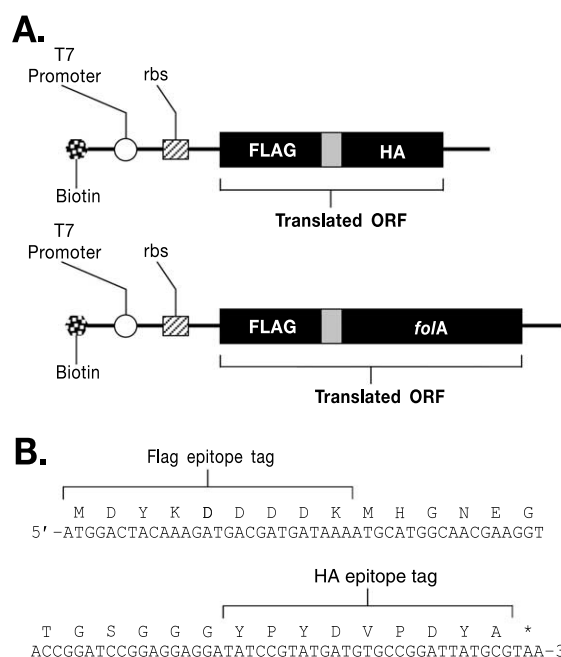 A.
T7
Promoter
rbs
FLAG
HA
Biotin
Translated ORF
T7
Promoter
rbs
FLAG
folA
Biotin
Translated ORF
B.
Flag epitope tag
M D Y K D D D D K M H G N E G
5′-ATGGACTACAAAGATGACGATGATAAAATGCATGGCAACGAAGGT
HA epitope tag
T G S G G G Y P Y D V P D Y A *
ACCGGATCCGGAGGAGGATATCCGTATGATGTGCCGGATTATGCGTAA-3